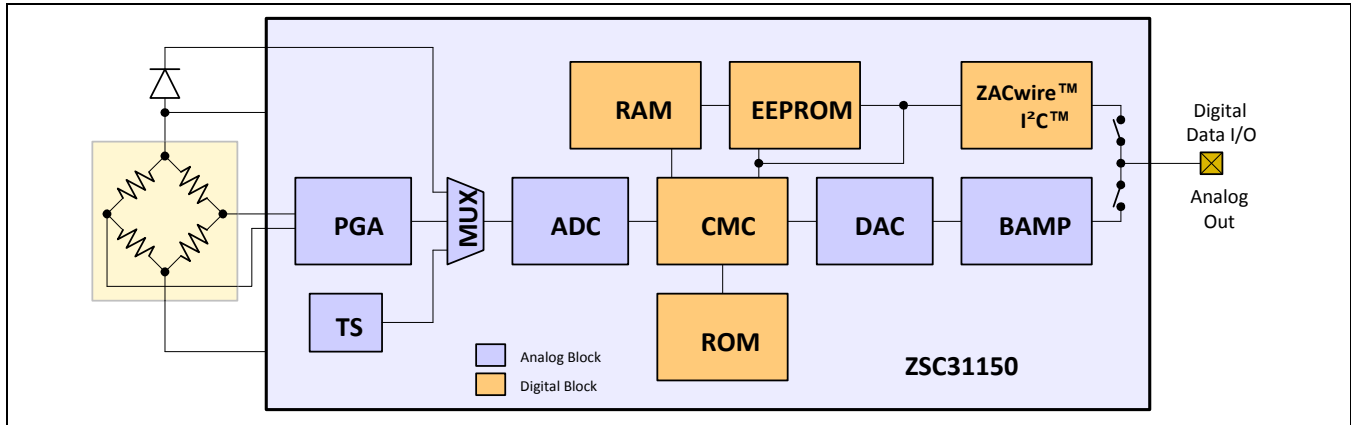 RAM
EEPROM
ZACwire™
I²C™
Digital
Data I/O
PGA
MUX
ADC
CMC
DAC
BAMP
Analog
Out
TS
ROM
Analog Block
Digital Block
ZSC31150